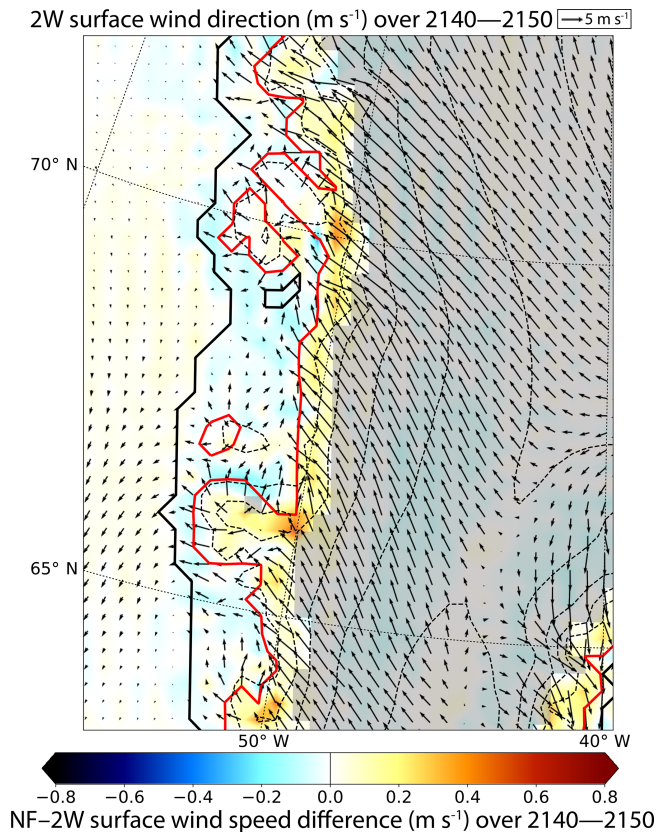 2W surface wind direction (m s⁻¹) over 2140—2150 5 m s⁻¹
70° N
65° N
50° W 40° W
−0.8 −0.6 −0.4 −0.2 0.0 0.2 0.4 0.6 0.8
NF−2W surface wind speed difference (m s⁻¹) over 2140—2150